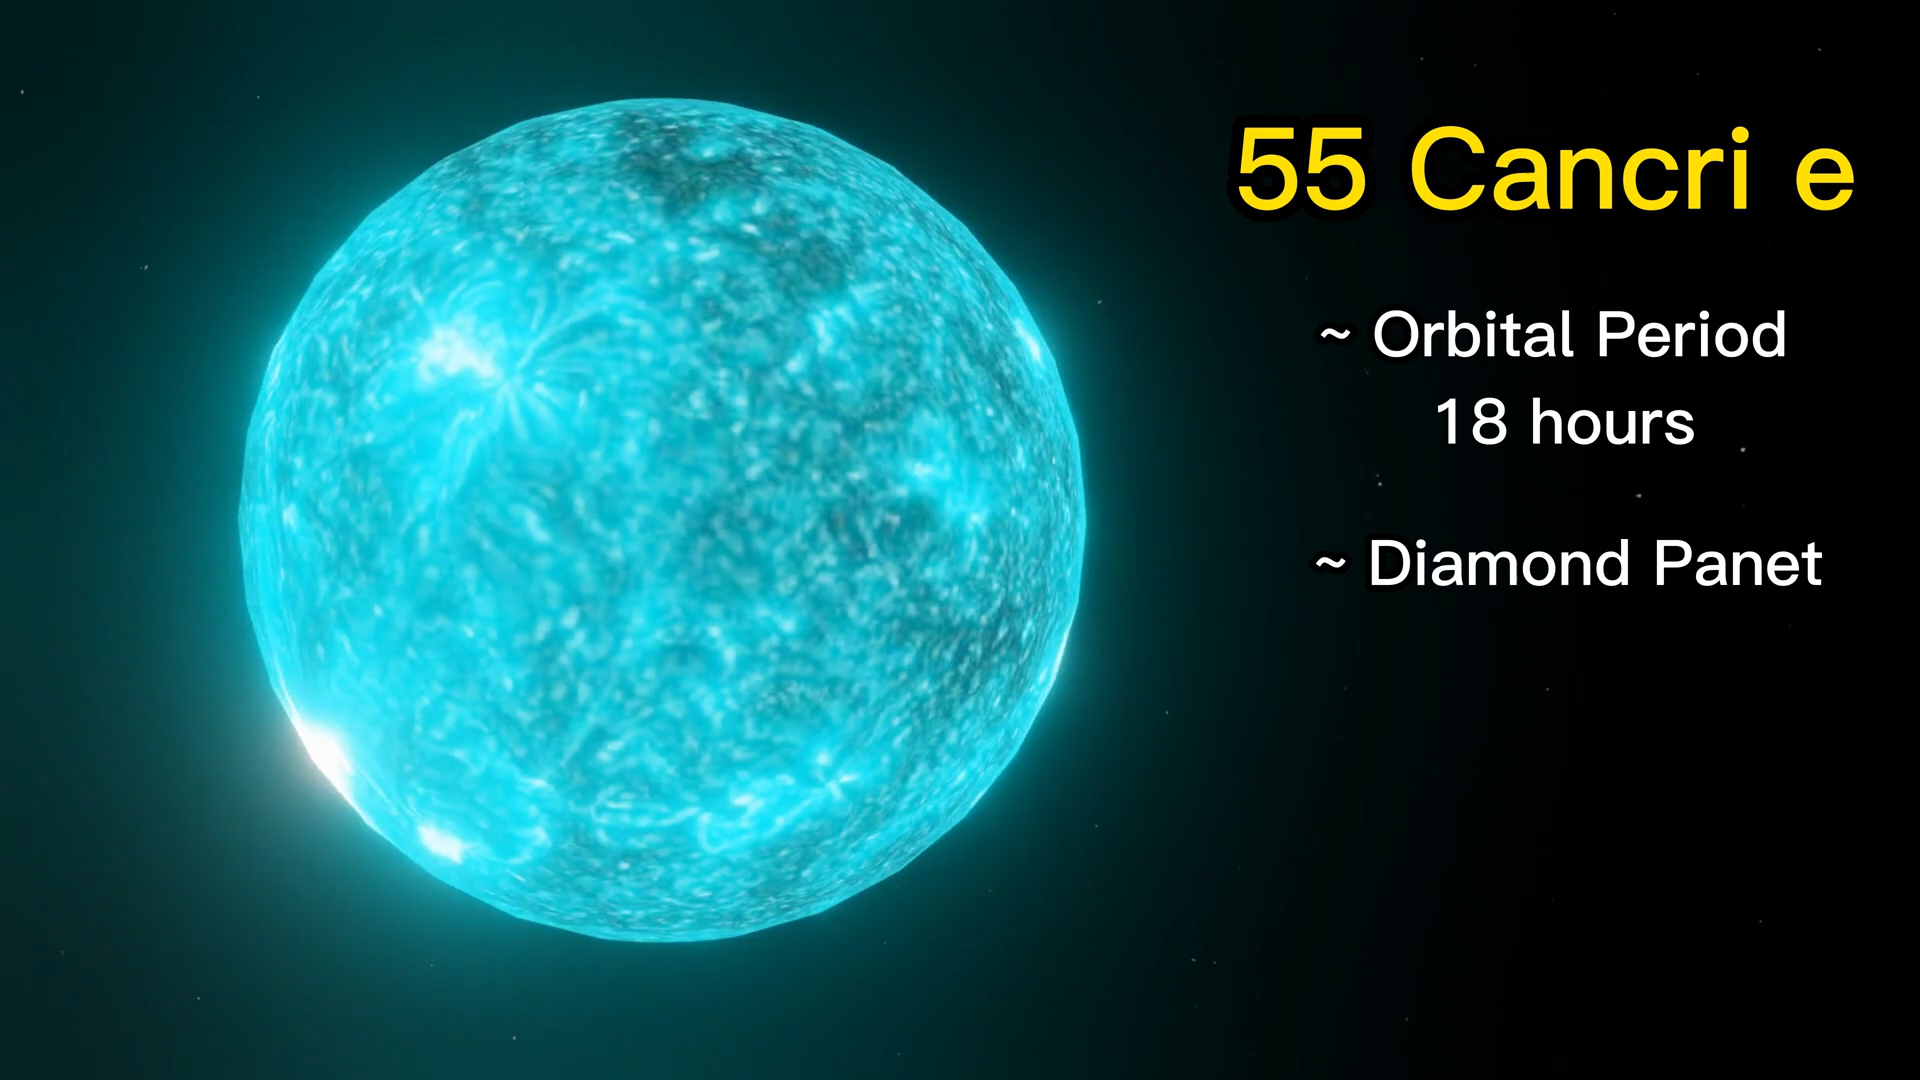 55 Cancri e
~ Orbital Period
18 hours
~ Diamond Panet